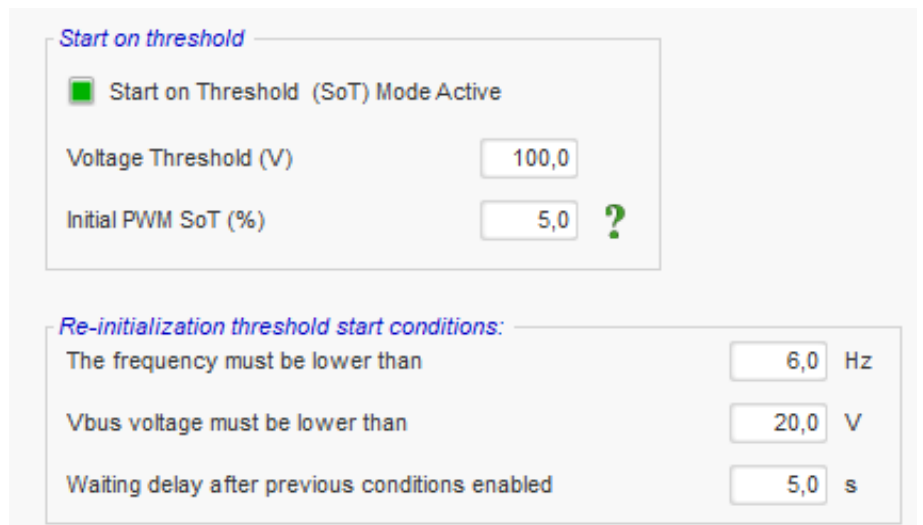 Start on threshold
Start on Threshold (SoT) Mode Active
Voltage Threshold (V) 100,0
Initial PWM SoT (%) 5,0 ?
Re-initialization threshold start conditions:
The frequency must be lower than 6,0 Hz
Vbus voltage must be lower than 20,0 V
Waiting delay after previous conditions enabled 5,0 s